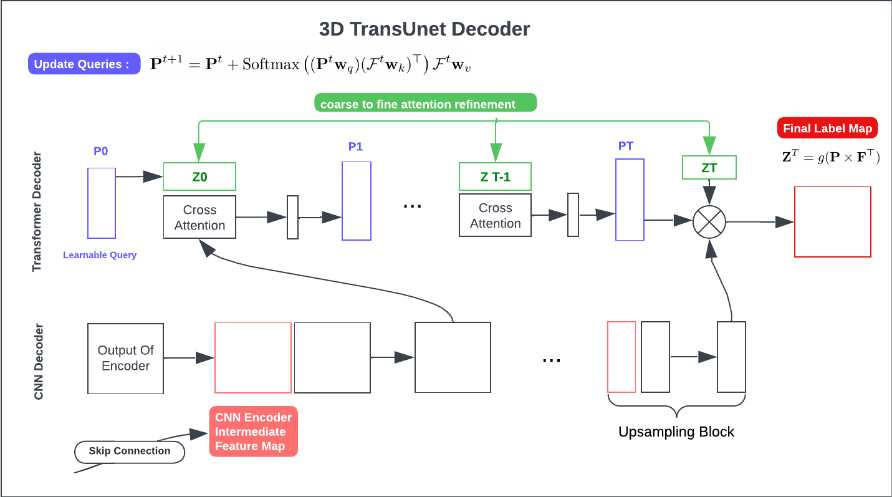 3D TransUnet Decoder
Update Queries : P^{t+1} = P^t + Softmax ((P^t w_q)(F^t w_k)^⊤) F^t w_v
coarse to fine attention refinement
Final Label Map
Z^T = g(P × F^⊤)
Transformer Decoder
P0
Z0
P1
Z T-1
PT
ZT
Cross
Attention
...
Cross
Attention
Learnable Query
CNN Decoder
Output Of
Encoder
...
CNN Encoder
Intermediate
Feature Map
Upsampling Block
Skip Connection